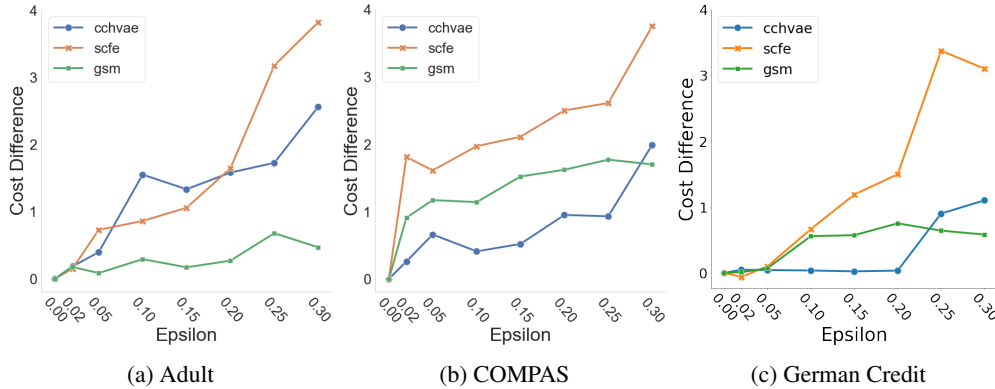 cchvae
scfe
gsm
4
3
2
1
0
Cost Difference
0.00
0.02
0.05
0.10
0.15
0.20
0.25
0.30
Epsilon
(a) Adult
cchvae
scfe
gsm
4
3
2
1
0
Cost Difference
0.00
0.02
0.05
0.10
0.15
0.20
0.25
0.30
Epsilon
(b) COMPAS
cchvae
scfe
gsm
4
3
2
1
0
Cost Difference
0.00
0.02
0.05
0.10
0.15
0.20
0.25
0.30
Epsilon
(c) German Credit